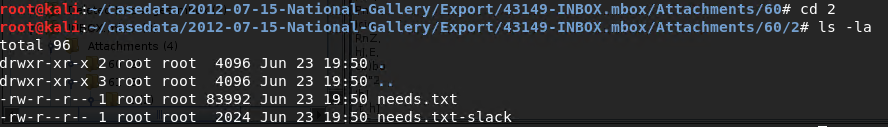 root@kali:~/casedata/2012-07-15-National-Gallery/Export/43149-INBOX.mbox/Attachments/60# cd 2
root@kali:~/casedata/2012-07-15-National-Gallery/Export/43149-INBOX.mbox/Attachments/60/2# ls -la
total 96
Attachments (4)
RnZ,
drwxr-xr-x 2 root root  4096 Jun 23 19:50 .
drwxr-xr-x 3 root root  4096 Jun 23 19:50 ..
-rw-r--r-- 1 root root 83992 Jun 23 19:50 needs.txt
-rw-r--r-- 1 root root  2024 Jun 23 19:50 needs.txt-slack